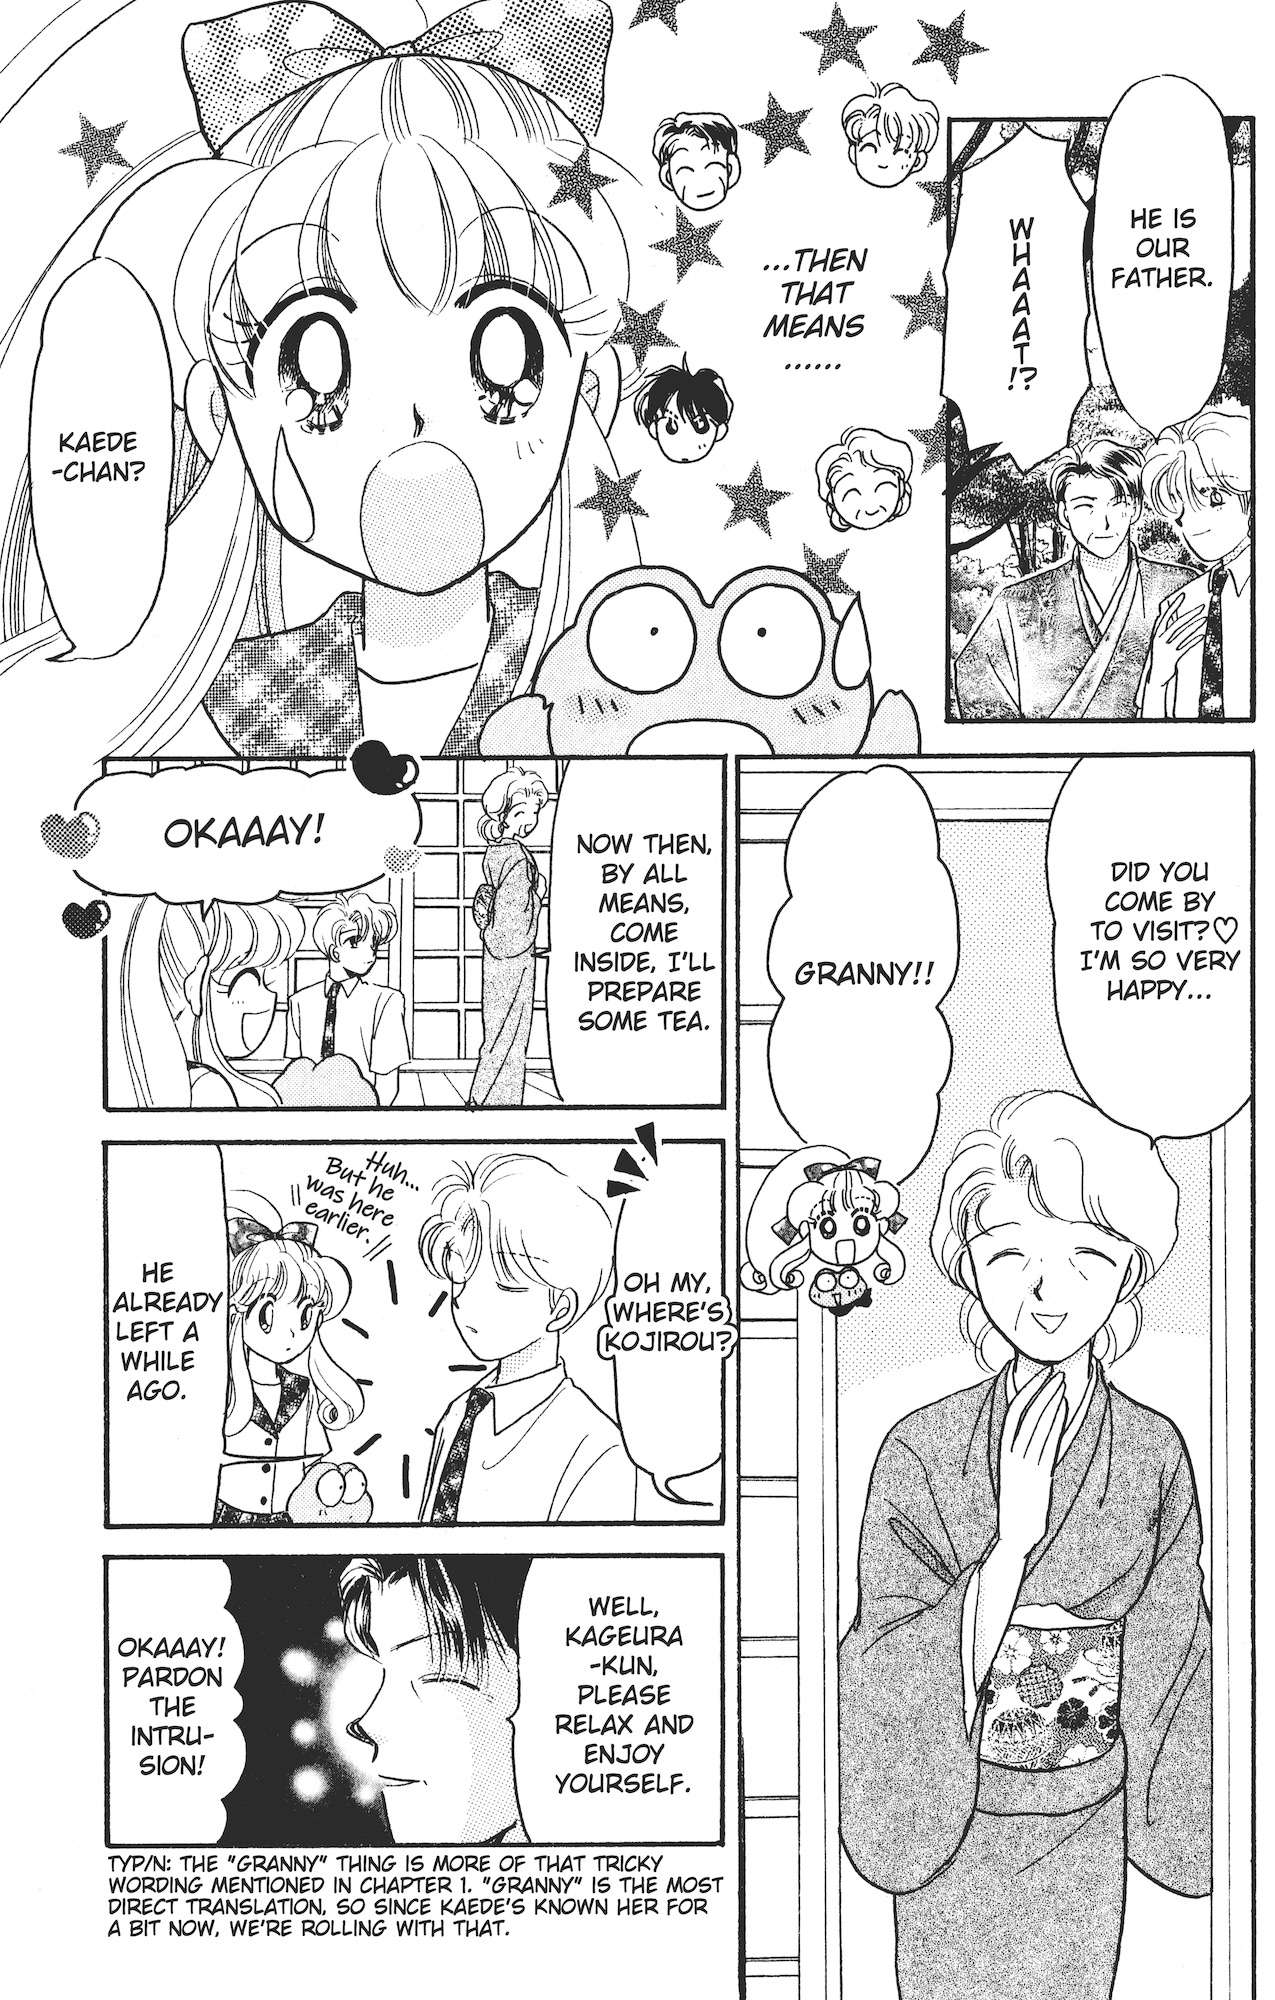 HE IS
OUR
FATHER.
WHAAAT!?
...THEN
THAT
MEANS
......
KAEDE
-CHAN?
DID YOU
COME BY
TO VISIT?♡
I'M SO VERY
HAPPY...
GRANNY!!
NOW THEN,
BY ALL
MEANS,
COME
INSIDE, I'LL
PREPARE
SOME TEA.
OKAAAY!
OH MY,
WHERE'S
KOJIROU?
Huh...
But he
was here
earlier.
HE
ALREADY
LEFT A
WHILE
AGO.
WELL,
KAGEURA
-KUN,
PLEASE
RELAX AND
ENJOY
YOURSELF.
OKAAAY!
PARDON
THE
INTRU-
SION!
TYP/N: THE "GRANNY" THING IS MORE OF THAT TRICKY
WORDING MENTIONED IN CHAPTER 1. "GRANNY" IS THE MOST
DIRECT TRANSLATION, SO SINCE KAEDE'S KNOWN HER FOR
A BIT NOW, WE'RE ROLLING WITH THAT.